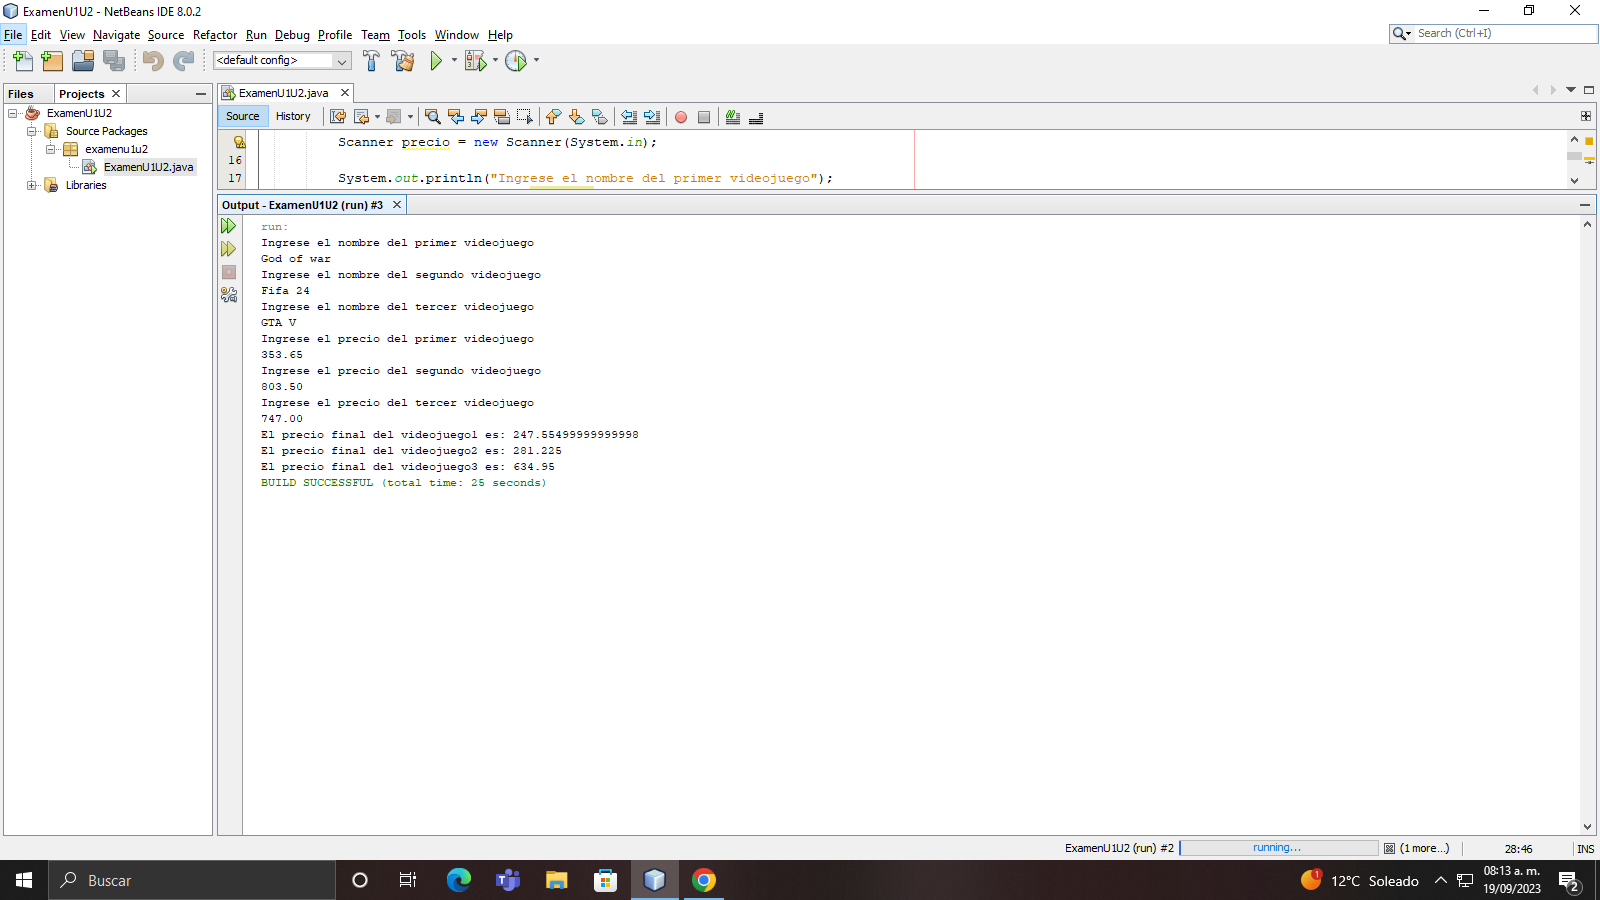 ExamenU1U2 - NetBeans IDE 8.0.2
File Edit View Navigate Source Refactor Run Debug Profile Team Tools Window Help
Search (Ctrl+I)
<default config>
Files Projects
ExamenU1U2
Source Packages
examenu1u2
ExamenU1U2.java
Libraries
ExamenU1U2.java
Source History
Scanner precio = new Scanner(System.in);
16
17 System.out.println("Ingrese el nombre del primer videojuego");
Output - ExamenU1U2 (run) #3
run:
Ingrese el nombre del primer videojuego
God of war
Ingrese el nombre del segundo videojuego
Fifa 24
Ingrese el nombre del tercer videojuego
GTA V
Ingrese el precio del primer videojuego
353.65
Ingrese el precio del segundo videojuego
803.50
Ingrese el precio del tercer videojuego
747.00
El precio final del videojuego1 es: 247.55499999999998
El precio final del videojuego2 es: 281.225
El precio final del videojuego3 es: 634.95
BUILD SUCCESSFUL (total time: 25 seconds)
ExamenU1U2 (run) #2 running... (1 more...) 28:46 INS
Buscar
1 12°C Soleado
08:13 a. m.
19/09/2023
2